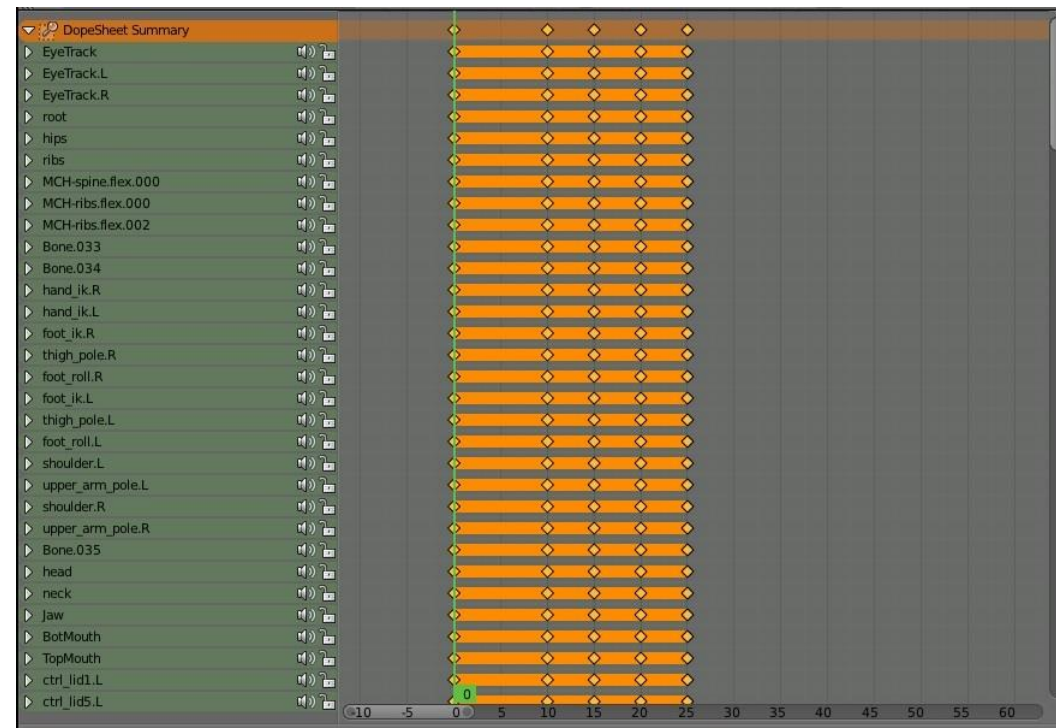 DopeSheet Summary
EyeTrack
EyeTrack.L
EyeTrack.R
root
hips
ribs
MCH-spine.flex.000
MCH-ribs.flex.000
MCH-ribs.flex.002
Bone.033
Bone.034
hand_ik.R
hand_ik.L
foot_ik.R
thigh_pole.R
foot_roll.R
foot_ik.L
thigh_pole.L
foot_roll.L
shoulder.L
upper_arm_pole.L
shoulder.R
upper_arm_pole.R
Bone.035
head
neck
Jaw
BotMouth
TopMouth
ctrl_lid1.L
ctrl_lid5.L
0
-10 -5 0 5 10 15 20 25 30 35 40 45 50 55 60